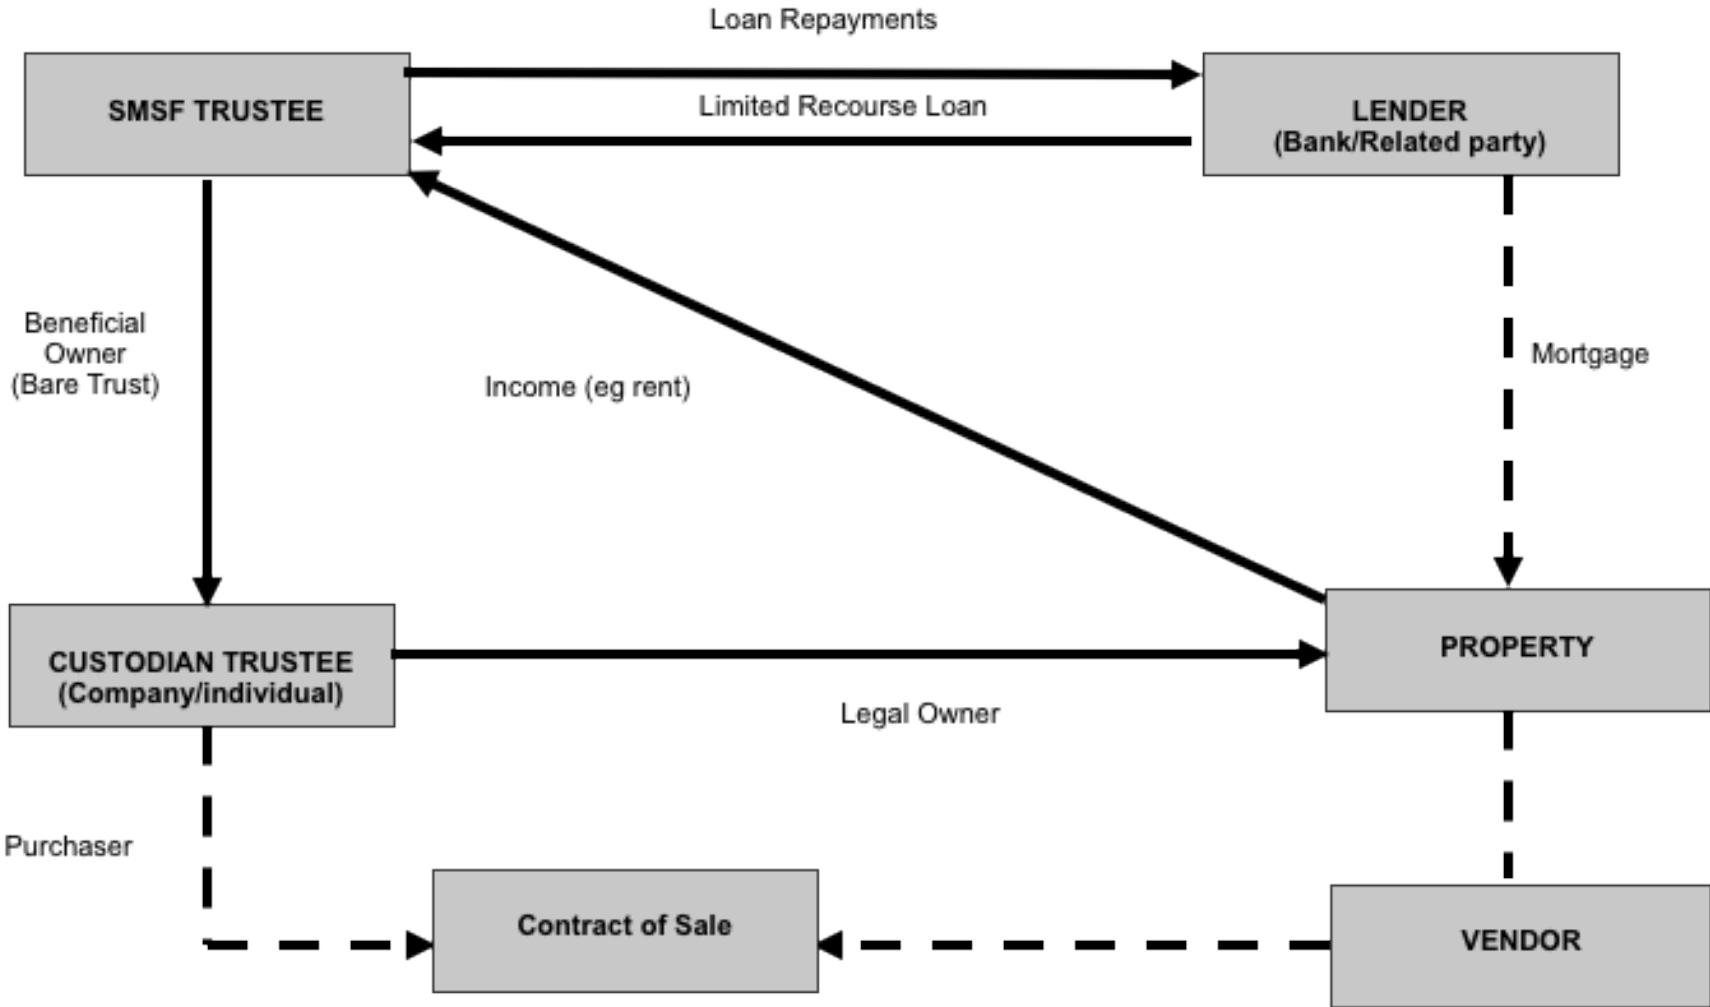 Loan Repayments
SMSF TRUSTEE
Limited Recourse Loan
LENDER
(Bank/Related party)
Beneficial
Owner
(Bare Trust)
Income (eg rent)
Mortgage
CUSTODIAN TRUSTEE
(Company/individual)
PROPERTY
Legal Owner
Purchaser
Contract of Sale
VENDOR